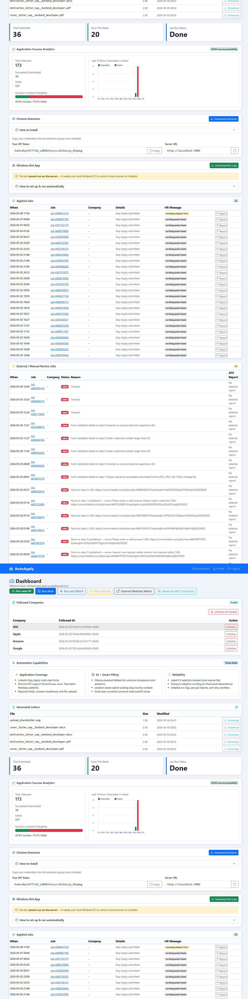 motivation_letter_sap__backend_developer.docx 2 KB 2026-05-05 00:52 Download
motivation_letter_sap__backend_developer.pdf 2 KB 2026-05-05 00:52 Download
cover_letter_sap__backend_developer.pdf 2 KB 2026-05-05 00:52 Download
Total Submitted
36
Runs This Week
20
Last Run Status
Done
Application Success Analytics 20.8% success probability
Total Attempts
173
Succeeded (Submitted)
36
Failed
137
Success vs Failure Probability
20.8% success | 79.2% failed
Last 10 Runs: Submitted vs Failed
Submitted Failed
8
6
4
2
0
Chrome Extension Download Extension
How to install
Copy your credentials into the extension popup once installed.
Your API Token
EwGnc0ynrK7TTsO_zdBOGYozvyvcIkIUozja_8Vqmeg Copy
Server URL
http://localhost:5001
Windows Bot App Download Bot (.zip)
The bot cannot run on the server — it needs your local Windows PC to control a real browser on LinkedIn.
How to set up & run automatically
Applied Jobs 25
When Job Company Details HR Message
2026-05-08 17:30 Job 4408641314 - Easy Apply submitted messaging skipped: Error Report
2026-05-07 09:49 Job 4408807183 - Easy Apply submitted no hiring poster found Report
2026-05-07 09:33 Job 4381722175 - Easy Apply submitted no hiring poster found Report
2026-05-03 01:05 Job 4408570806 - Easy Apply submitted no hiring poster found Report
2026-05-03 00:57 Job 4258839938 - Easy Apply submitted no hiring poster found Report
2026-05-02 23:09 Job 4408765597 - Easy Apply submitted no hiring poster found Report
2026-05-02 22:55 Job 4403748121 - Easy Apply submitted no hiring poster found Report
2026-05-02 21:48 Job 4408339636 - Easy Apply submitted no hiring poster found Report
2026-05-02 21:46 Job 4250047005 - Easy Apply submitted no hiring poster found Report
2026-05-02 21:45 Job 4409086628 - Easy Apply submitted no hiring poster found Report
2026-05-02 20:12 Job 4387915872 - Easy Apply submitted no hiring poster found Report
2026-05-02 20:09 Job 4402810385 - Easy Apply submitted no hiring poster found Report
2026-05-02 20:06 Job 4330765183 - Easy Apply submitted no hiring poster found Report
2026-05-02 20:05 Job 4408330875 - Easy Apply submitted no hiring poster found Report
2026-05-02 19:59 Job 4406037724 - Easy Apply submitted no hiring poster found Report
2026-05-02 18:34 Job 4406998172 - Easy Apply submitted no hiring poster found Report
2026-05-02 18:33 Job 4409597006 - Easy Apply submitted no hiring poster found Report
2026-05-02 18:31 Job 4409172263 - Easy Apply submitted no hiring poster found Report
2026-05-02 18:27 Job 4407436521 - Easy Apply submitted no hiring poster found Report
2026-05-02 17:41 Job 4400425534 - Easy Apply submitted no hiring poster found Report
2026-05-02 17:15 Job 4409811927 - Easy Apply submitted no hiring poster found Report
2026-05-02 16:50 Job 4384489562 - Easy Apply submitted no hiring poster found Report
2026-05-02 16:49 Job 4404684386 - Easy Apply submitted no hiring poster found Report
2026-05-02 16:48 Job 4385005525 - Easy Apply submitted no hiring poster found Report
2026-05-02 16:46 Job 4406538464 - Easy Apply submitted no hiring poster found Report
External / Manual Review Jobs 25
When Job Company Status Reason ATS Report
2026-05-05 12:45 Job 4406983154 - failed Timeout No external report
2026-05-05 12:35 Job 4406086372 - failed Timeout No external report
2026-05-05 12:24 Job 4382113093 - failed Timeout No external report
2026-05-05 11:31 Job 4361008616 - failed Form validation failed on step 3: Inserisci un numero decimal superiore a 0.0 No external report
2026-05-05 11:27 Job 4406064704 - failed Form validation failed on step 3: Enter a decimal number larger than 0.0 No external report
2026-05-05 11:20 Job 4408654222 - failed Form validation failed on step 3: Enter a decimal number larger than 0.0 No external report
2026-05-05 08:48 Job 4408696025 - failed Form validation failed on step 3: Inserisci un numero decimal superiore a 0.0 No external report
2026-05-05 08:41 Job 4410031579 - failed Form validation failed on step 1: Please upload an acceptable document format (JPG, JPEG, GIF, PNG). Change file No external report
2026-05-05 02:31 Job 4408290019 - failed Stuck on step 5 | URL: https://www.linkedin.com/jobs/view/4408290019/ No external report
2026-05-03 01:16 Job 4407533889 - failed Stuck on step 1 (validation) — errors: Please enter a valid answer: Please make a selection | URL:
https://www.linkedin.com/jobs/view/4407533889/ No external report
2026-05-03 01:10 Job 4407058079 - failed Stuck on step 5 | URL: https://www.linkedin.com/jobs/view/4407058079/ No external report
2026-05-03 01:08 Job 4405190913 - failed Stuck on step 2 | URL: https://www.linkedin.com/jobs/view/4405190913/ No external report
2026-05-03 01:03 Job 4407487079 - failed Stuck on step 3 (validation) — errors: Please enter a valid answer | URL: https://www.linkedin.com/jobs/view/4407487079/? No external report
2026-05-03 00:59 Job 4404670739 - failed Stuck on step 3 (validation) — errors: Inserisci una risposta valida: Inserisci una risposta valida | URL:
https://www.linkedin.com/jobs/view/4404670739/ No external report
No
AutoApply Dashboard Profile Logout
Dashboard
Welcome back, mikhael.nabil.salama.rezk@gmail.com
Auto-apply ON Run Now Run and Watch Retry Failures External Websites Watch Network with Companies
Followed Companies 4 total
Unfollow All Tracked
Company Followed At Action
IBM 2026-05-05T20:41:51.415504+00:00 Unfollow
Apple 2026-05-05T20:40:49.928962+00:00 Unfollow
Amazon 2026-05-05T20:40:16.732177+00:00 Unfollow
Google 2026-05-05T20:14:54.649356+00:00 Unfollow
Automation Capabilities Thesis Build
Application Coverage
LinkedIn Easy Apply multi-step forms
External ATS support (Greenhouse, Lever, Teamtailor,
Workday patterns)
Required fields, consent checkboxes, and file uploads
AI + Smart Filling
Ollama-powered fallback for unknown dropdowns and
questions
Location-aware option picking (city/country context)
Email auto-correction prevents stale autofill values
Reliability
Latest CV selection (newest local resume file)
Viewport-adaptive scrolling (no fixed pixel dependence)
Detailed run logs, per-job reports, and retry workflow
Generated Letters 5
File Size Modified
upload_placeholder.png 1 KB 2026-05-06 02:47 Download
cover_letter_sap__backend_developer.docx 2 KB 2026-05-05 00:52 Download
motivation_letter_sap__backend_developer.docx 2 KB 2026-05-05 00:52 Download
motivation_letter_sap__backend_developer.pdf 2 KB 2026-05-05 00:52 Download
cover_letter_sap__backend_developer.pdf 2 KB 2026-05-05 00:52 Download
Total Submitted
36
Runs This Week
20
Last Run Status
Done
Application Success Analytics 20.8% success probability
Total Attempts
173
Succeeded (Submitted)
36
Failed
137
Success vs Failure Probability
20.8% success | 79.2% failed
Last 10 Runs: Submitted vs Failed
Submitted Failed
8
6
4
2
0
Chrome Extension Download Extension
How to install
Copy your credentials into the extension popup once installed.
Your API Token
EwGnc0ynrK7TTsO_zdBOGYozvyvcIkIUozja_8Vqmeg Copy
Server URL
http://localhost:5001
Windows Bot App Download Bot (.zip)
The bot cannot run on the server — it needs your local Windows PC to control a real browser on LinkedIn.
How to set up & run automatically
Applied Jobs 25
When Job Company Details HR Message
2026-05-08 17:30 Job 4408641314 - Easy Apply submitted messaging skipped: Error Report
2026-05-07 09:49 Job 4408807183 - Easy Apply submitted no hiring poster found Report
2026-05-07 09:33 Job 4381722175 - Easy Apply submitted no hiring poster found Report
2026-05-03 01:05 Job 4408570806 - Easy Apply submitted no hiring poster found Report
2026-05-03 00:57 Job 4258839938 - Easy Apply submitted no hiring poster found Report
2026-05-02 23:09 Job 4408765597 - Easy Apply submitted no hiring poster found Report
2026-05-02 22:55 Job 4403748121 - Easy Apply submitted no hiring poster found Report
2026-05-02 21:48 Job 4408339636 - Easy Apply submitted no hiring poster found Report
2026-05-02 21:46 Job 4250047005 - Easy Apply submitted no hiring poster found Report